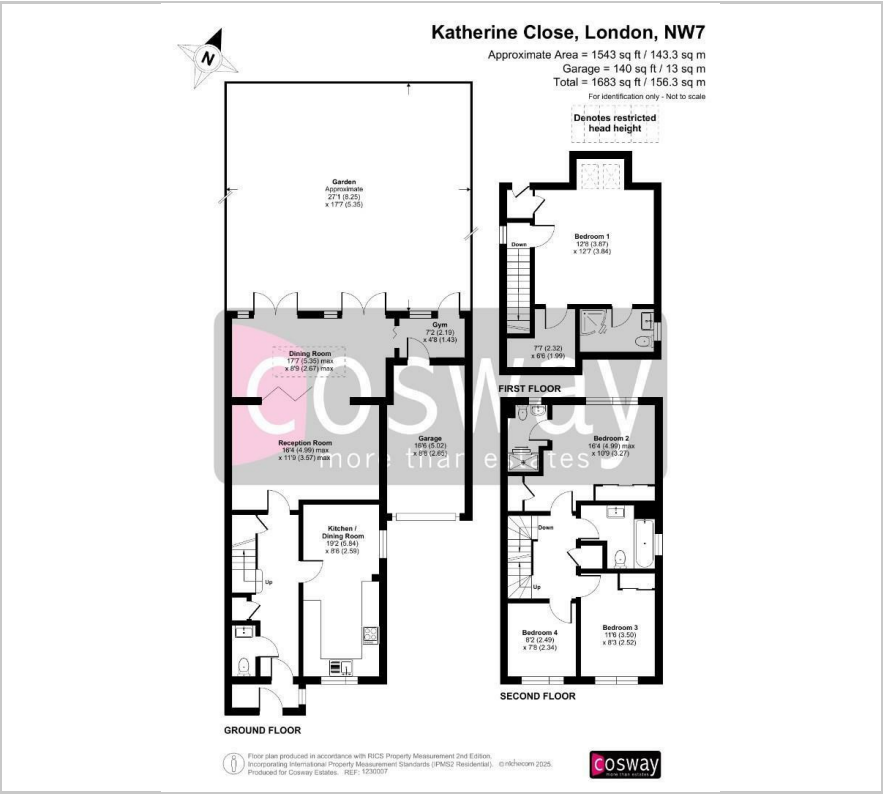 Katherine Close, London, NW7
Approximate Area = 1543 sq ft / 143.3 sq m
Garage = 140 sq ft / 13 sq m
Total = 1683 sq ft / 156.3 sq m
For identification only - Not to scale
N
Denotes restricted
head height
Garden
Approximate
27'1 (8.25)
x 17'7 (5.35)
Bedroom 1
12'8 (3.87)
x 12'7 (3.84)
Down
7'7 (2.32)
x 6'6 (1.99)
FIRST FLOOR
Gym
7'2 (2.19)
x 4'8 (1.43)
Dining Room
17'7 (5.35) max
x 8'9 (2.67) max
cosway
more than estates
Reception Room
16'4 (4.99) max
x 11'9 (3.57) max
Garage
16'6 (5.02)
x 8'8 (2.65)
Bedroom 2
16'4 (4.99) max
x 10'9 (3.27)
Kitchen /
Dining Room
19'2 (5.84)
x 8'6 (2.59)
Up
Down
Up
Bedroom 4
8'2 (2.49)
x 7'8 (2.34)
Bedroom 3
11'6 (3.50)
x 8'3 (2.52)
SECOND FLOOR
GROUND FLOOR
Floor plan produced in accordance with RICS Property Measurement 2nd Edition,
Incorporating International Property Measurement Standards (IPMS2 Residential). © nichecom 2025.
Produced for Cosway Estates. REF: 1230007
cosway
more than estates